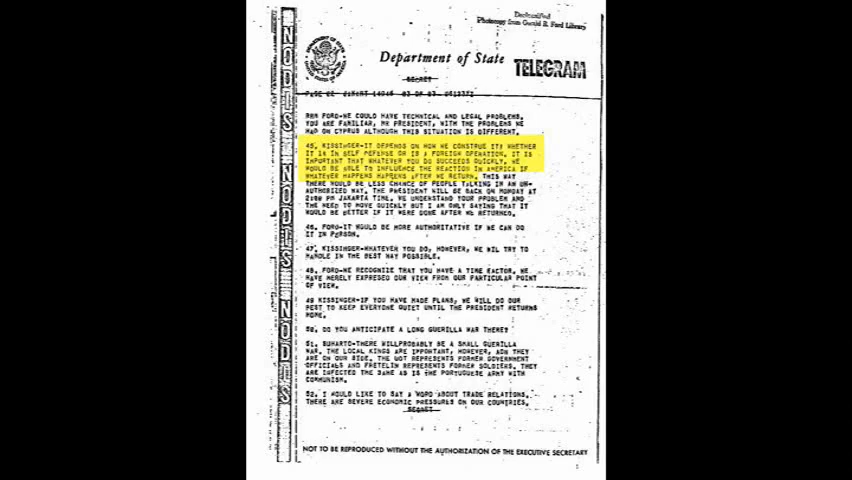 Declassified
Photocopy from Gerald R. Ford Library
NODIS NODIS NODIS
Department of State
TELEGRAM
SECRET
PAGE 02
RRM FORD-WE COULD HAVE TECHNICAL AND LEGAL PROBLEMS.
YOU ARE FAMILIAR, MR PRESIDENT, WITH THE PROBLEMS WE
HAD ON CYPRUS ALTHOUGH THIS SITUATION IS DIFFERENT.
45. KISSINGER-IT DEPENDS ON HOW WE CONSTRUE IT; WHETHER
IT IS IN SELF DEFENSE OR IS A FOREIGN OPERATION. IT IS
IMPORTANT THAT WHATEVER YOU DO SUCCEEDS QUICKLY. WE
WOULD BE ABLE TO INFLUENCE THE REACTION IN AMERICA IF
WHATEVER HAPPENS HAPPENS AFTER WE RETURN. THIS WAY
THERE WOULD BE LESS CHANCE OF PEOPLE TALKING IN AN UN-
AUTHORIZED WAY. THE PRESIDENT WILL BE BACK ON MONDAY AT
2:00 PM JAKARTA TIME. WE UNDERSTAND YOUR PROBLEM AND
THE NEED TO MOVE QUICKLY BUT I AM ONLY SAYING THAT IT
WOULD BE BETTER IF IT WERE DONE AFTER WE RETURNED.
46. FORD-IT WOULD BE MORE AUTHORITATIVE IF WE CAN DO
IT IN PERSON.
47. KISSINGER-WHATEVER YOU DO, HOWEVER, WE WIL TRY TO
HANDLE IN THE BEST WAY POSSIBLE.
48. FORD-WE RECOGNIZE THAT YOU HAVE A TIME FACTOR. WE
HAVE MERELY EXPRESED OUR VIEW FROM OUR PARTICULAR POINT
OF VIEW.
49 KISSINGER-IF YOU HAVE MADE PLANS, WE WILL DO OUR
BEST TO KEEP EVERYONE QUIET UNTIL THE PRESIDENT RETURNS
HOME.
50. DO YOU ANTICIPATE A LONG GUERILLA WAR THERE?
51. SUHARTO-THERE WILLPROBABLY BE A SMALL GUERILLA
WAR. THE LOCAL KINGS ARE IMPORTANT, HOWEVER, ADN THEY
ARE ON OUR SIDE. THE UDT REPRESENTS FORMER GOVERNMENT
OFFICIALS AND FRETELIN REPRESENTS FORMER SOLDIERS. THEY
ARE INFECTED THE SAME AS IS THE PORTUGUESE ARMY WITH
COMMUNISM.
52. I WOULD LIKE TO SAY A WORD ABOUT TRADE RELATIONS.
THERE ARE SEVERE ECONOMIC PRESSURES ON OUR COUNTRIES.
SECRET
NOT TO BE REPRODUCED WITHOUT THE AUTHORIZATION OF THE EXECUTIVE SECRETARY